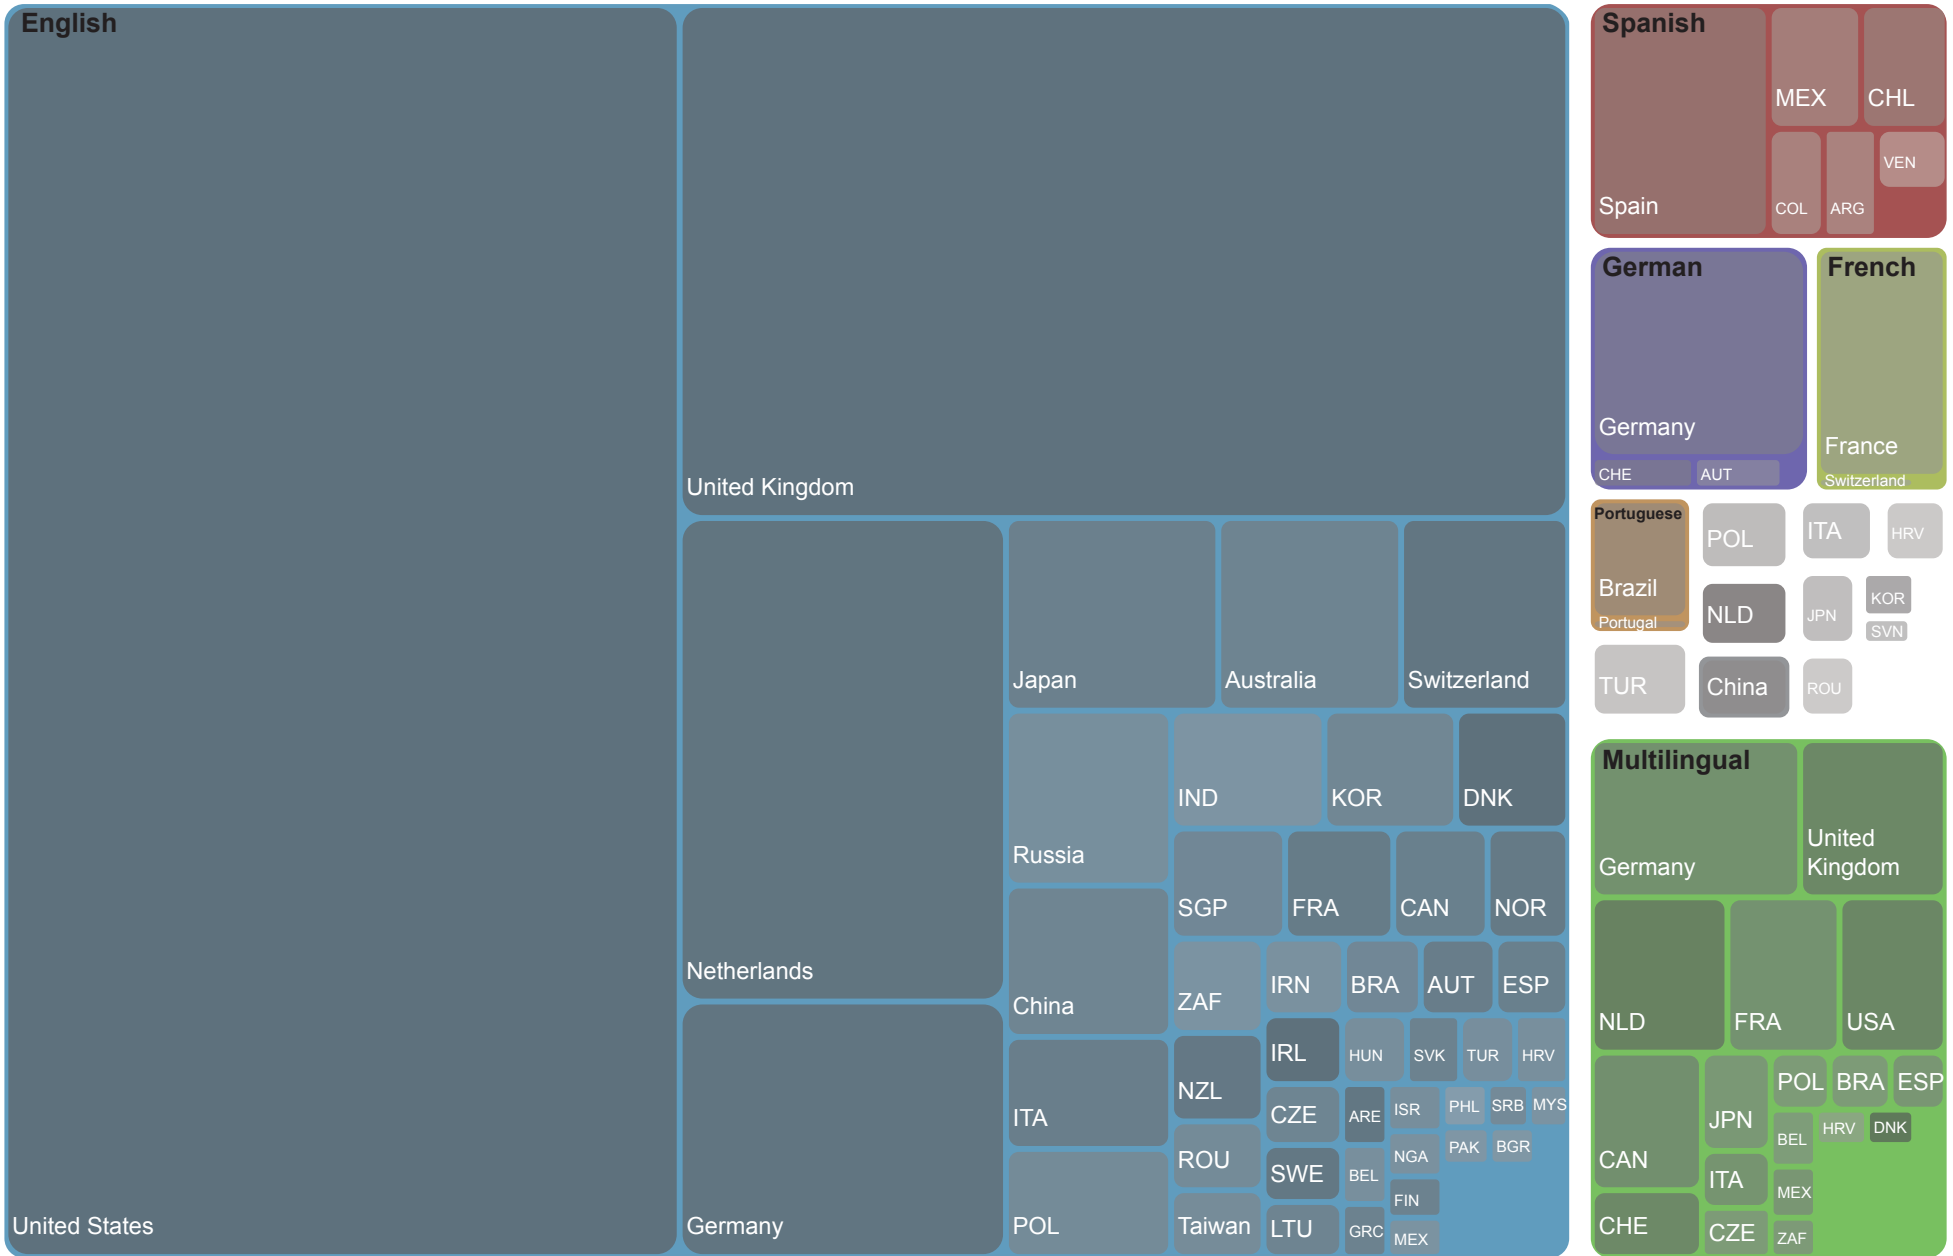 English
United States
United Kingdom
Netherlands
Germany
Japan
Australia
Switzerland
Russia
China
ITA
POL
IND
KOR
DNK
SGP
FRA
CAN
NOR
ZAF
IRN
BRA
AUT
ESP
NZL
ROU
Taiwan
IRL
HUN
SVK
TUR
HRV
CZE
SWE
LTU
ARE
BEL
GRC
ISR
NGA
FIN
MEX
PHL
SRB
MYS
PAK
BGR
Spanish
Spain
MEX
CHL
COL
ARG
VEN
German
Germany
CHE
AUT
French
France
Switzerland
Portuguese
Brazil
Portugal
POL
ITA
HRV
NLD
JPN
KOR
SVN
TUR
China
ROU
Multilingual
Germany
United
Kingdom
NLD
FRA
USA
CAN
CHE
JPN
ITA
CZE
POL
BRA
ESP
BEL
HRV
DNK
MEX
ZAF